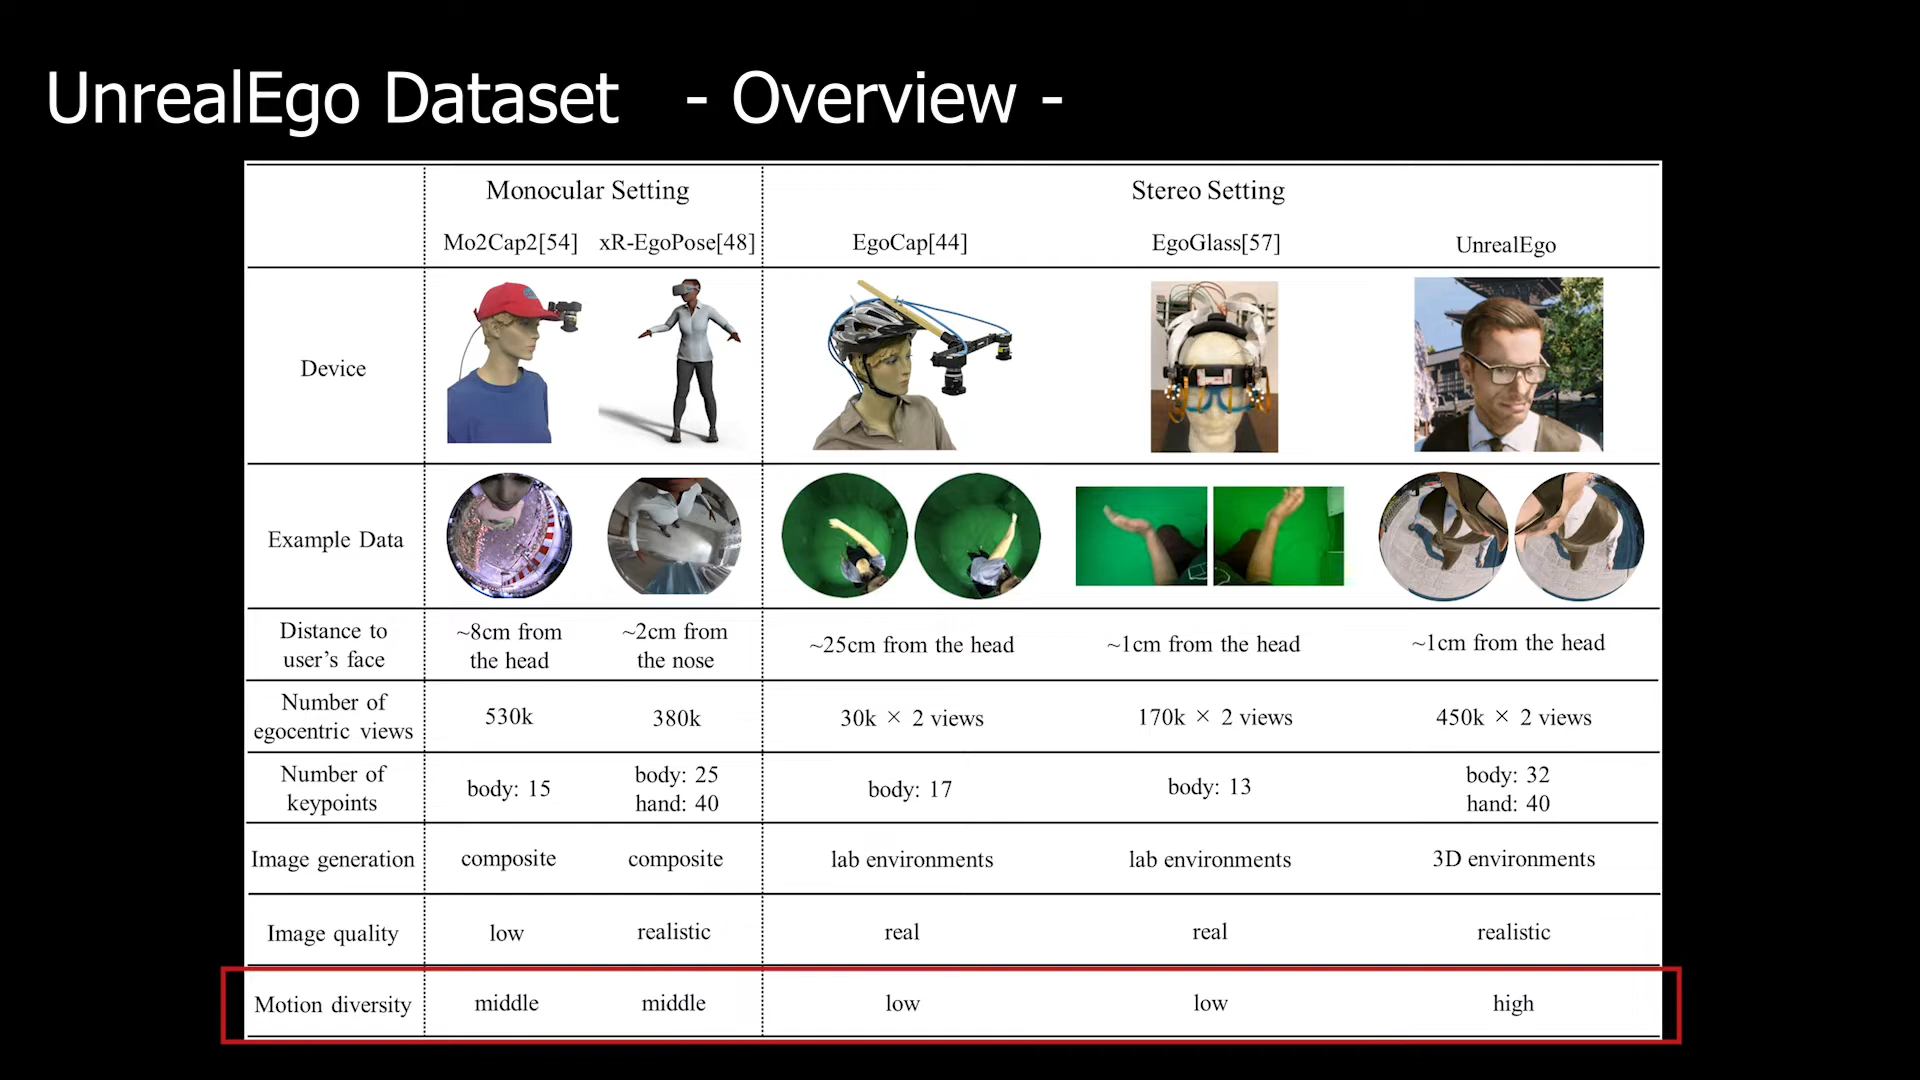 UnrealEgo Dataset - Overview -
Monocular Setting
Stereo Setting
Mo2Cap2[54]
xR-EgoPose[48]
EgoCap[44]
EgoGlass[57]
UnrealEgo
Device
Example Data
Distance to
user's face
~8cm from
the head
~2cm from
the nose
~25cm from the head
~1cm from the head
~1cm from the head
Number of
egocentric views
530k
380k
30k × 2 views
170k × 2 views
450k × 2 views
Number of
keypoints
body: 15
body: 25
hand: 40
body: 17
body: 13
body: 32
hand: 40
Image generation
composite
composite
lab environments
lab environments
3D environments
Image quality
low
realistic
real
real
realistic
Motion diversity
middle
middle
low
low
high